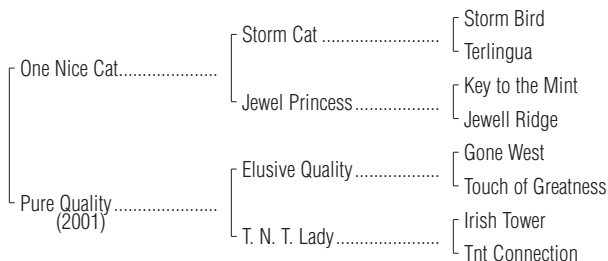 Storm Bird
Storm Cat ........................
Terlingua
One Nice Cat....................
Key to the Mint
Jewel Princess.................
Jewell Ridge
Gone West
Elusive Quality.................
Touch of Greatness
Pure Quality.....................
(2001)
Irish Tower
T. N. T. Lady.....................
Tnt Connection